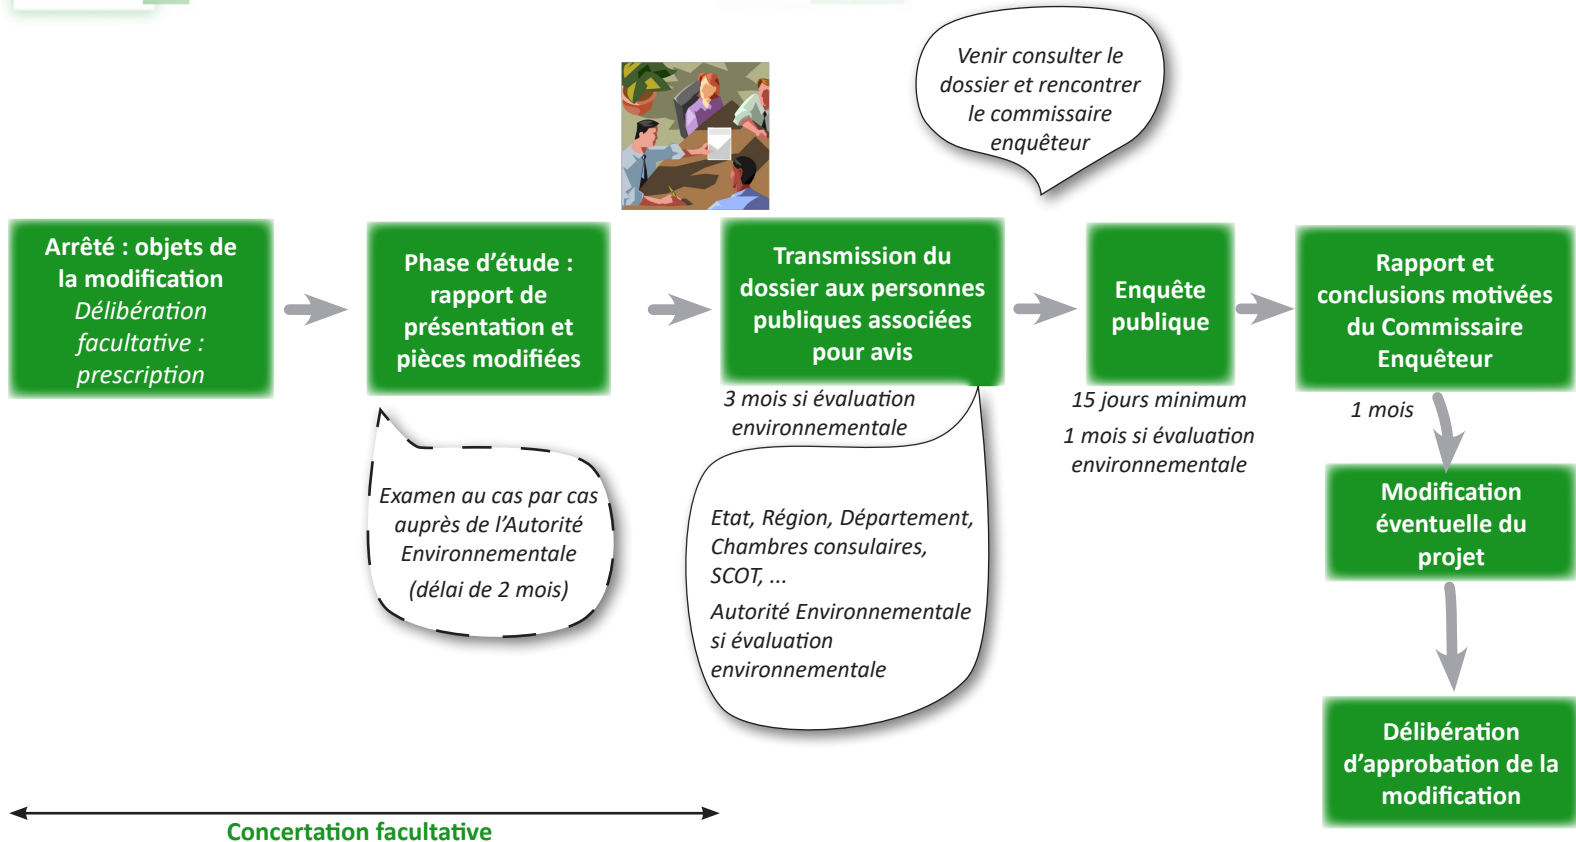 Venir consulter le
dossier et rencontrer
le commissaire
enquêteur
Arrêté : objets de
la modification
Délibération
facultative :
prescription
Phase d’étude :
rapport de
présentation et
pièces modifiées
Transmission du
dossier aux personnes
publiques associées
pour avis
Enquête
publique
Rapport et
conclusions motivées
du Commissaire
Enquêteur
3 mois si évaluation
environnementale
15 jours minimum
1 mois si évaluation
environnementale
1 mois
Examen au cas par cas
auprès de l’Autorité
Environnementale
(délai de 2 mois)
Etat, Région, Département,
Chambres consulaires,
SCOT, ...
Autorité Environnementale
si évaluation
environnementale
Modification
éventuelle du
projet
Délibération
d’approbation de la
modification
Concertation facultative